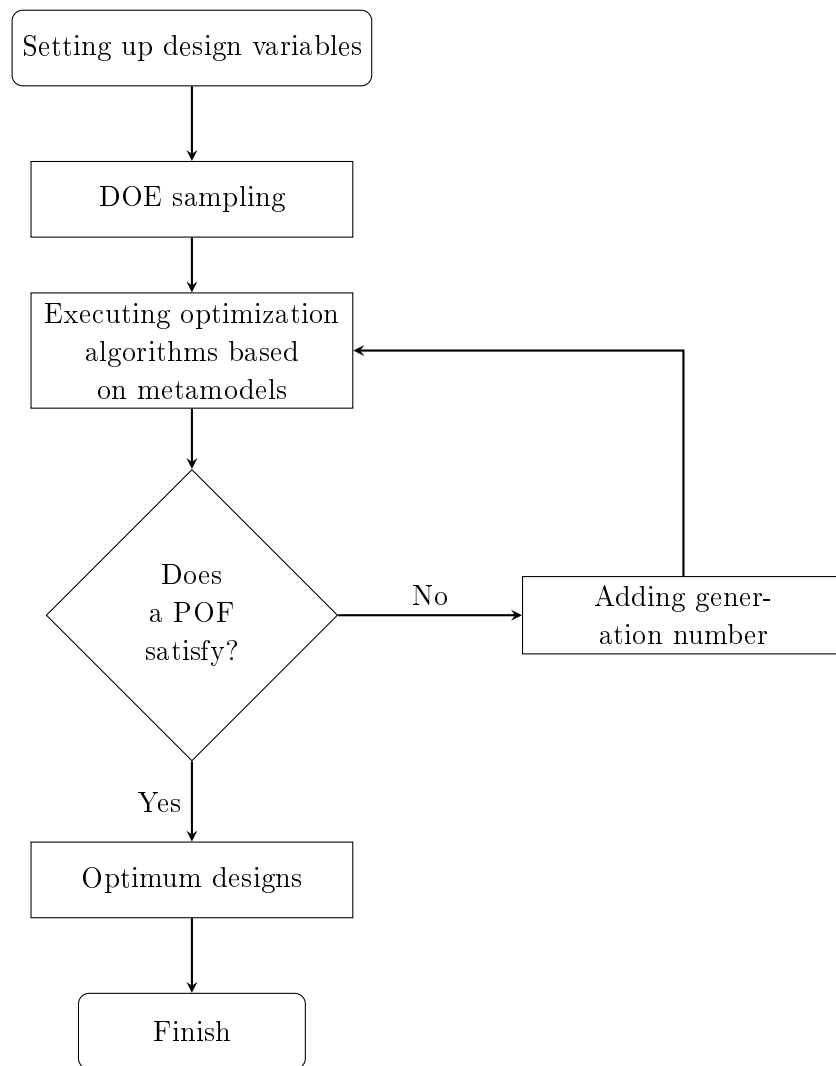 Setting up design variables
DOE sampling
Executing optimization
algorithms based
on metamodels
Does
a POF
satisfy?
No
Adding gener-
ation number
Yes
Optimum designs
Finish